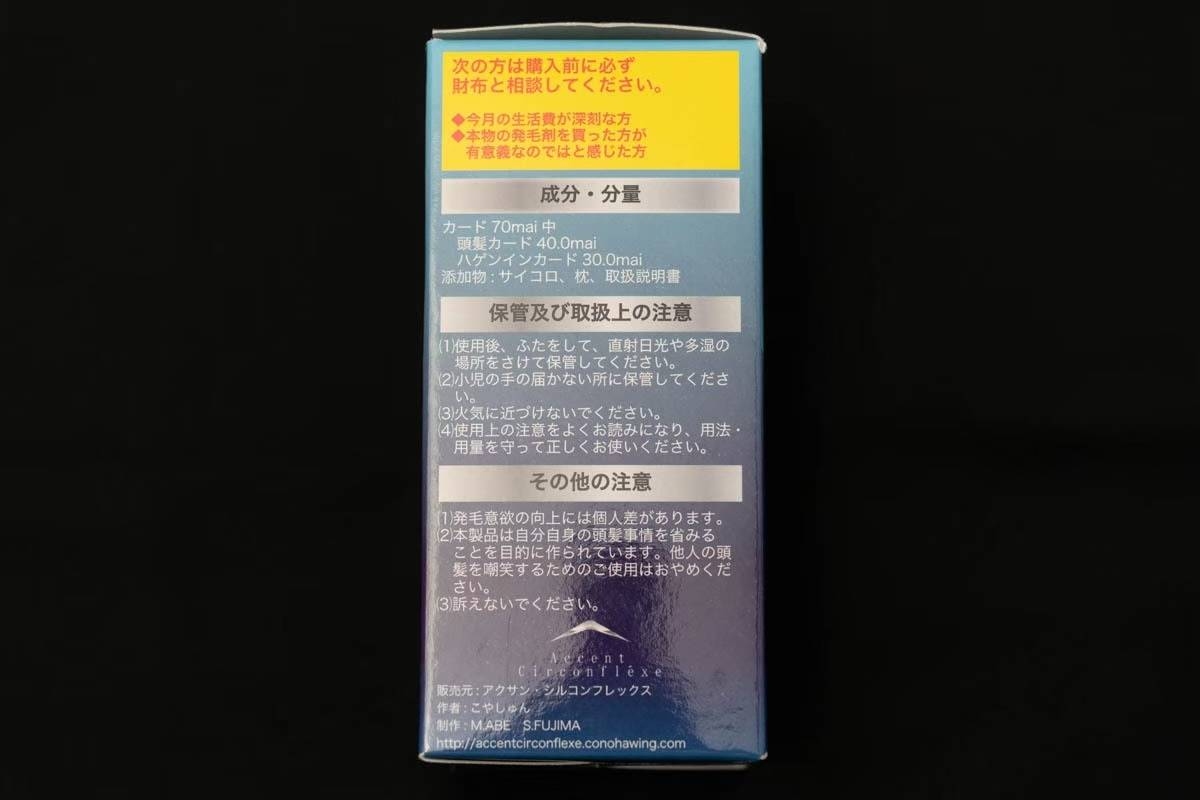 次の方は購入前に必ず
財布と相談してください。
◆今月の生活費が深刻な方
◆本物の発毛剤を買った方が
有意義なのではと感じた方
成分・分量
カード 70mai 中
頭髪カード 40.0mai
ハゲンインカード 30.0mai
添加物 : サイコロ、枕、取扱説明書
保管及び取扱上の注意
⑴使用後、ふたをして、直射日光や多湿の
場所をさけて保管してください。
⑵小児の手の届かない所に保管してくださ
い。
⑶火気に近づけないでください。
⑷使用上の注意をよくお読みになり、用法・
用量を守って正しくお使いください。
その他の注意
⑴発毛意欲の向上には個人差があります。
⑵本製品は自分自身の頭髪事情を省みる
ことを目的に作られています。他人の頭
髪を嘲笑するためのご使用はおやめくだ
さい。
⑶訴えないでください。
Accent
Circonflèxe
販売元 : アクサン・シルコンフレックス
作者 : こやしゅん
制作 : M.ABE S.FUJIMA
http://accentcirconflexe.conohawing.com